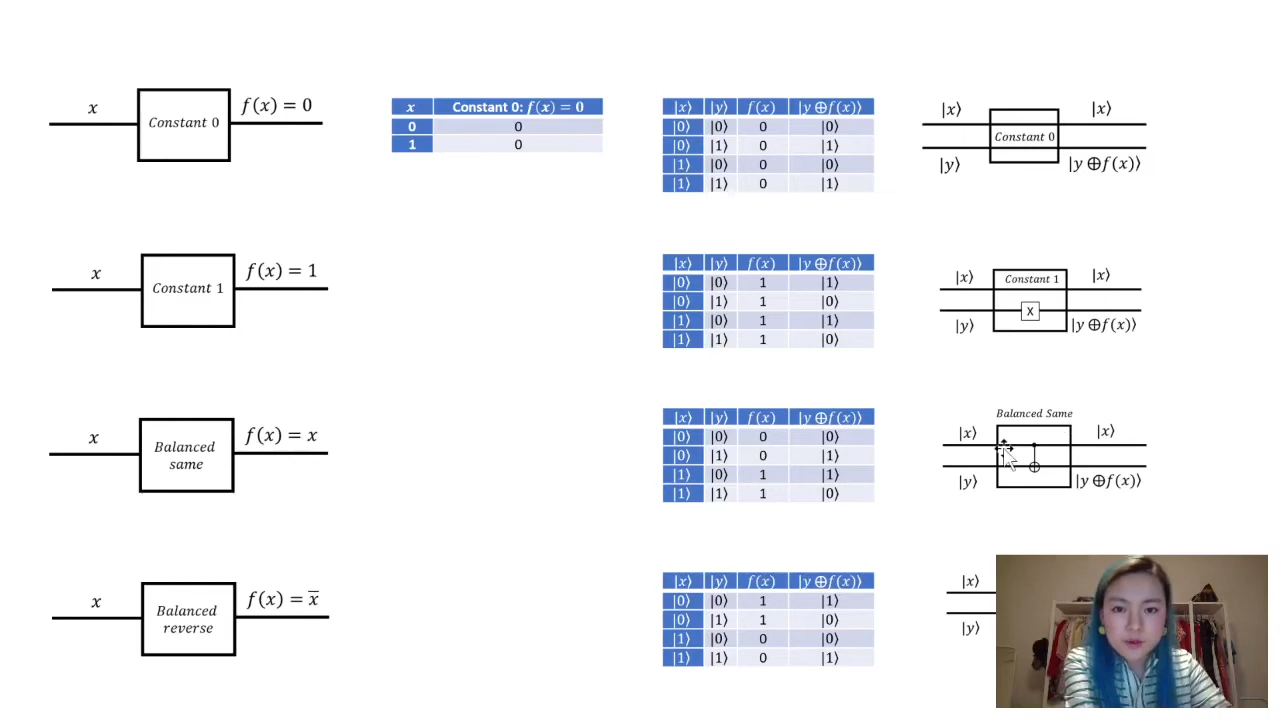 x
f(x) = 0
Constant 0
x Constant 0: f(x) = 0
0 0
1 0
|x⟩ |y⟩ f(x) |y ⊕f(x)⟩
|0⟩ |0⟩ 0 |0⟩
|0⟩ |1⟩ 0 |1⟩
|1⟩ |0⟩ 0 |0⟩
|1⟩ |1⟩ 0 |1⟩
|x⟩ |x⟩
Constant 0
|y⟩ |y ⊕f(x)⟩
x
f(x) = 1
Constant 1
|x⟩ |y⟩ f(x) |y ⊕f(x)⟩
|0⟩ |0⟩ 1 |1⟩
|0⟩ |1⟩ 1 |0⟩
|1⟩ |0⟩ 1 |1⟩
|1⟩ |1⟩ 1 |0⟩
|x⟩ Constant 1 |x⟩
X
|y⟩ |y ⊕f(x)⟩
x
f(x) = x
Balanced
same
|x⟩ |y⟩ f(x) |y ⊕f(x)⟩
|0⟩ |0⟩ 0 |0⟩
|0⟩ |1⟩ 0 |1⟩
|1⟩ |0⟩ 1 |1⟩
|1⟩ |1⟩ 1 |0⟩
Balanced Same
|x⟩ |x⟩
|y⟩ |y ⊕f(x)⟩
x
f(x) = x̅
Balanced
reverse
|x⟩ |y⟩ f(x) |y ⊕f(x)⟩
|0⟩ |0⟩ 1 |1⟩
|0⟩ |1⟩ 1 |0⟩
|1⟩ |0⟩ 0 |0⟩
|1⟩ |1⟩ 0 |1⟩
|x⟩
|y⟩